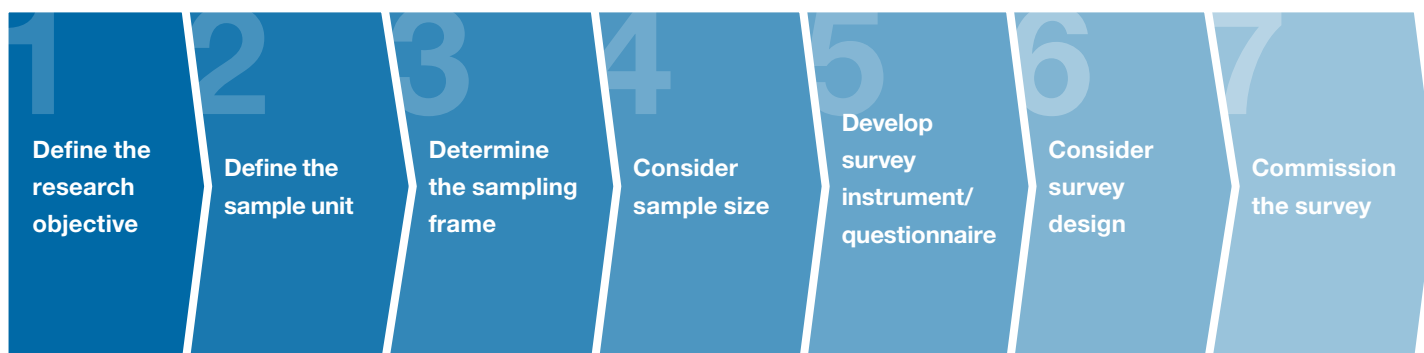 1
Define the
research
objective
2
Define the
sample unit
3
Determine
the sampling
frame
4
Consider
sample size
5
Develop
survey
instrument/
questionnaire
6
Consider
survey
design
7
Commission
the survey